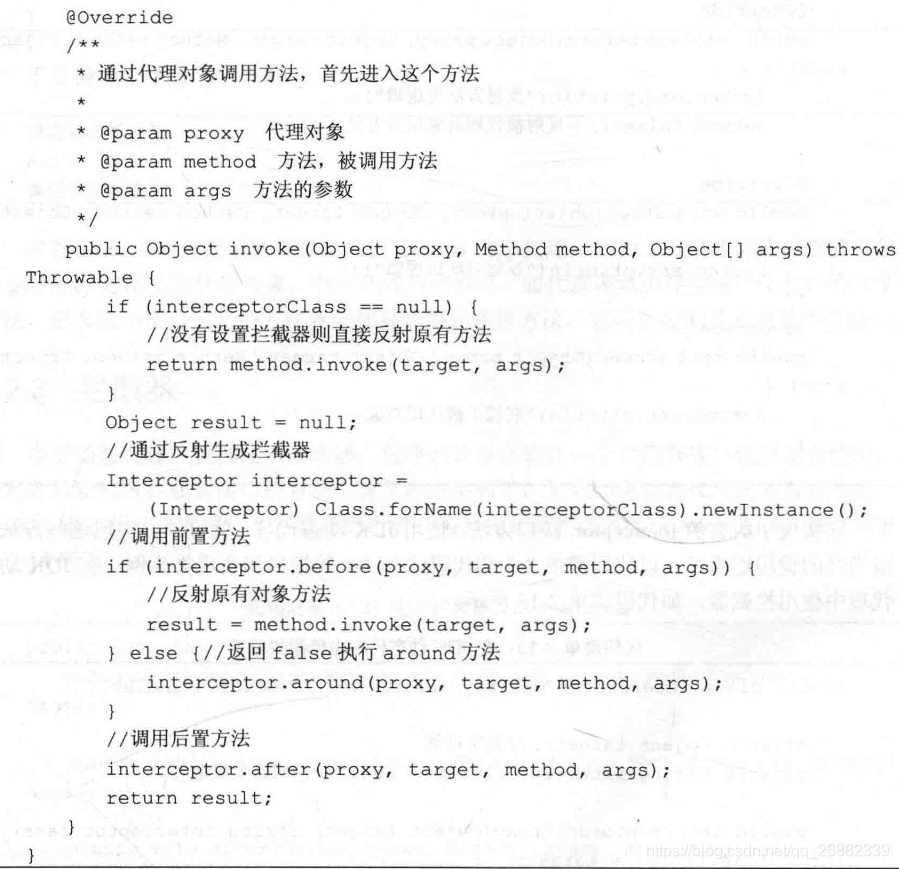 @Override
/**
* 通过代理对象调用方法，首先进入这个方法
*
* @param proxy 代理对象
* @param method 方法，被调用方法
* @param args 方法的参数
*/
public Object invoke(Object proxy, Method method, Object[] args) throws
Throwable {
if (interceptorClass == null) {
//没有设置拦截器则直接反射原有方法
return method.invoke(target, args);
}
Object result = null;
//通过反射生成拦截器
Interceptor interceptor =
(Interceptor) Class.forName(interceptorClass).newInstance();
//调用前置方法
if (interceptor.before(proxy, target, method, args)) {
//反射原有对象方法
result = method.invoke(target, args);
} else {//返回 false 执行 around 方法
interceptor.around(proxy, target, method, args);
}
//调用后置方法
interceptor.after(proxy, target, method, args);
return result;
}
}
https://blog.csdn.net/qq_26882339